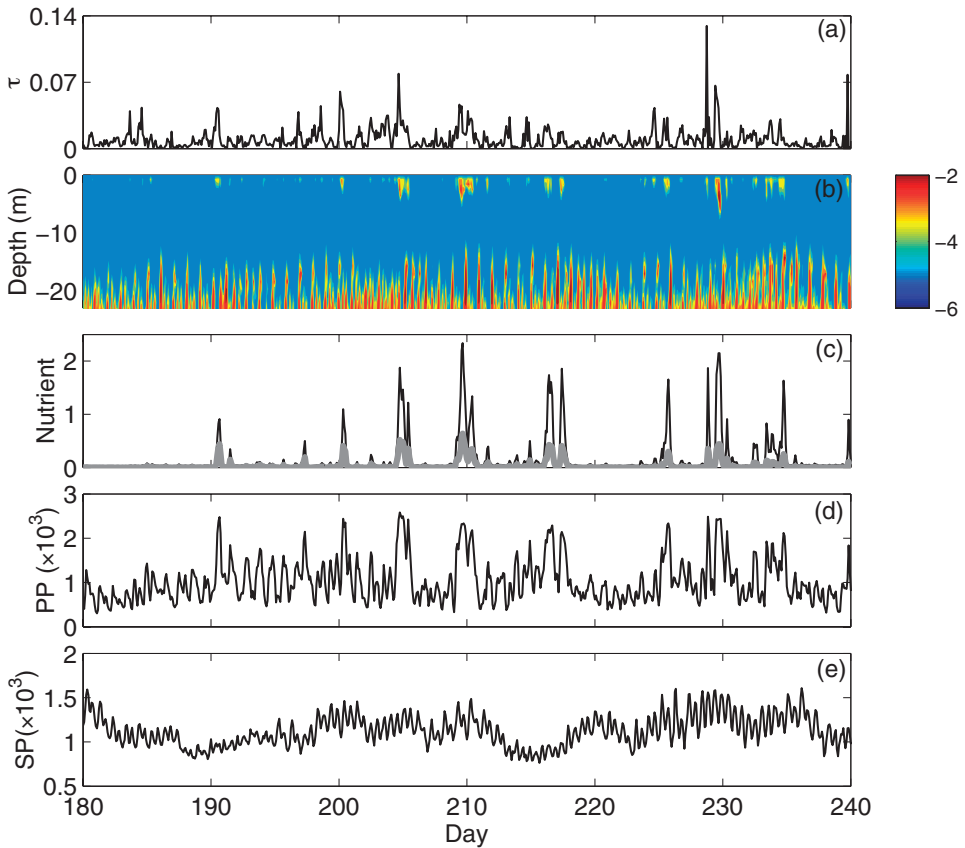 (a)
0.14
0.07
0
τ
(b)
0
−10
−20
Depth (m)
−2
−4
−6
(c)
2
1
0
Nutrient
(d)
3
2
1
0
PP (×10³)
(e)
2
1.5
1
0.5
SP(×10³)
180 190 200 210 220 230 240
Day